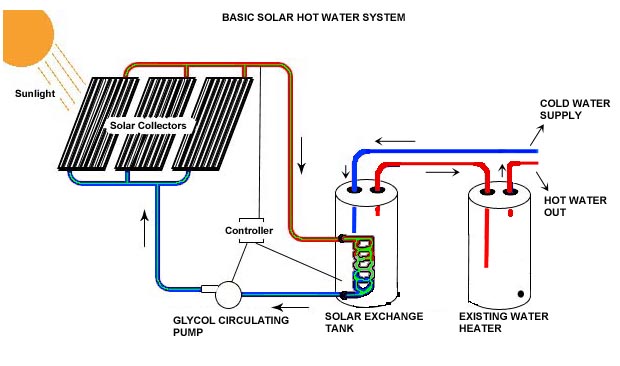 BASIC SOLAR HOT WATER SYSTEM
Sunlight
Solar Collectors
COLD WATER
SUPPLY
HOT WATER
OUT
Controller
GLYCOL CIRCULATING
PUMP
SOLAR EXCHANGE
TANK
EXISTING WATER
HEATER